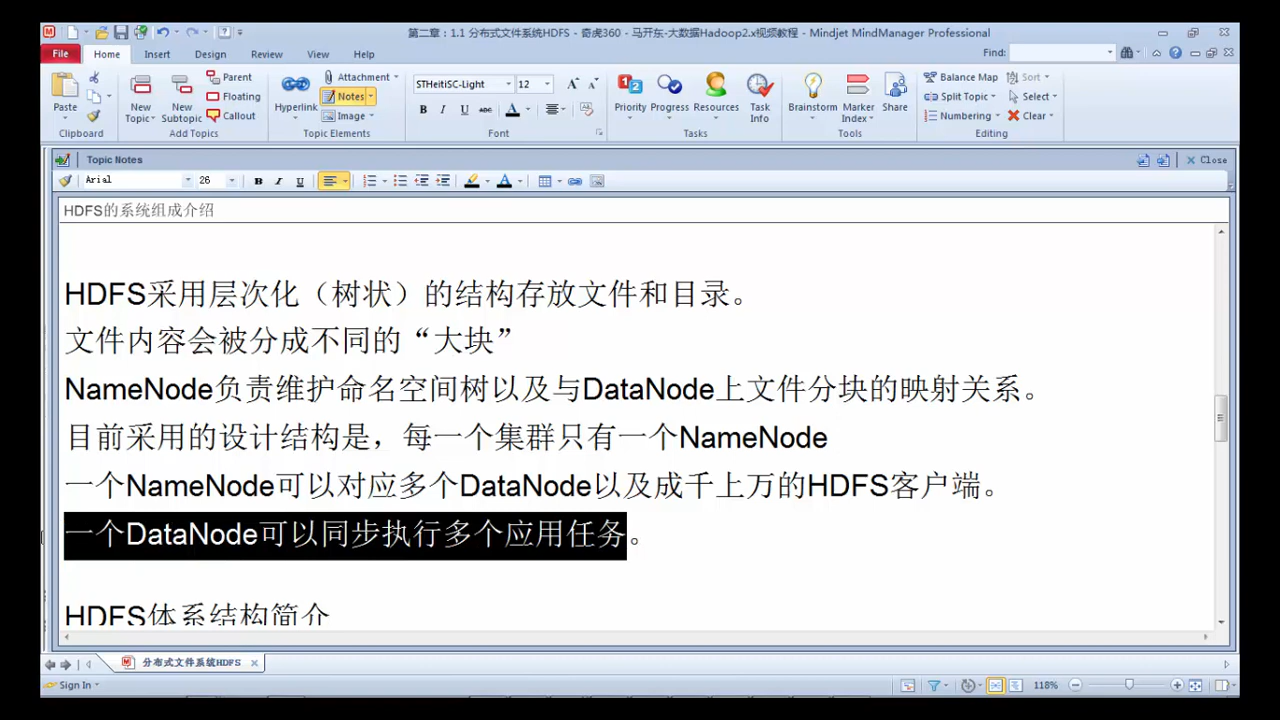 第二章：1.1 分布式文件系统HDFS - 奇虎360 - 马开东-大数据Hadoop2.x视频教程 - Mindjet MindManager Professional
File Home Insert Design Review View Help Find:
Paste
Clipboard
New Topic
New Subtopic
Parent
Floating
Callout
Add Topics
Hyperlink
Attachment
Notes
Image
Topic Elements
STHeitiSC-Light 12
B I U abc A
Font
Priority Progress Resources Task Info
Tasks
Brainstorm Marker Index Share
Tools
Balance Map Sort
Split Topic Select
Numbering Clear
Editing
Topic Notes Close
Arial 26 B I U A
HDFS的系统组成介绍
HDFS采用层次化（树状）的结构存放文件和目录。
文件内容会被分成不同的“大块”
NameNode负责维护命名空间树以及与DataNode上文件分块的映射关系。
目前采用的设计结构是，每一个集群只有一个NameNode
一个NameNode可以对应多个DataNode以及成千上万的HDFS客户端。
一个DataNode可以同步执行多个应用任务。
HDFS体系结构简介
分布式文件系统HDFS
Sign In 118%